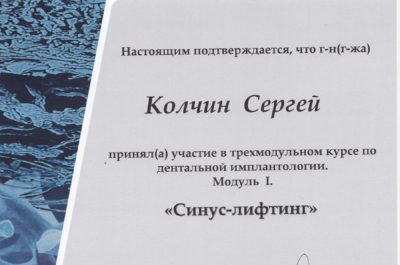 Настоящим подтверждается, что г-н(г-жа)
Колчин Сергей
принял(а) участие в трехмодульном курсе по
дентальной имплантологии.
Модуль I.
«Синус-лифтинг»